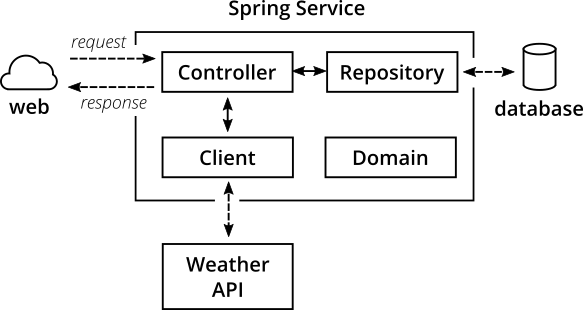 Spring Service
request
Controller
Repository
response
web
database
Client
Domain
Weather
API